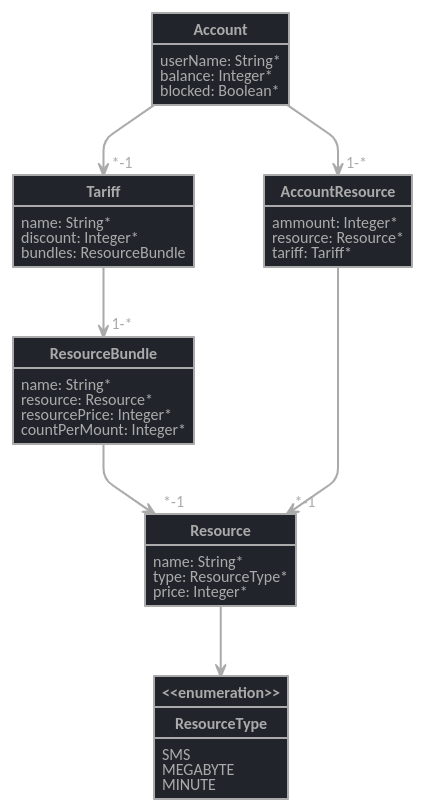 Account
userName: String*
balance: Integer*
blocked: Boolean*
*-1
1-*
Tariff
name: String*
discount: Integer*
bundles: ResourceBundle
AccountResource
ammount: Integer*
resource: Resource*
tariff: Tariff*
1-*
ResourceBundle
name: String*
resource: Resource*
resourcePrice: Integer*
countPerMount: Integer*
*-1
*-1
Resource
name: String*
type: ResourceType*
price: Integer*
<<enumeration>>
ResourceType
SMS
MEGABYTE
MINUTE